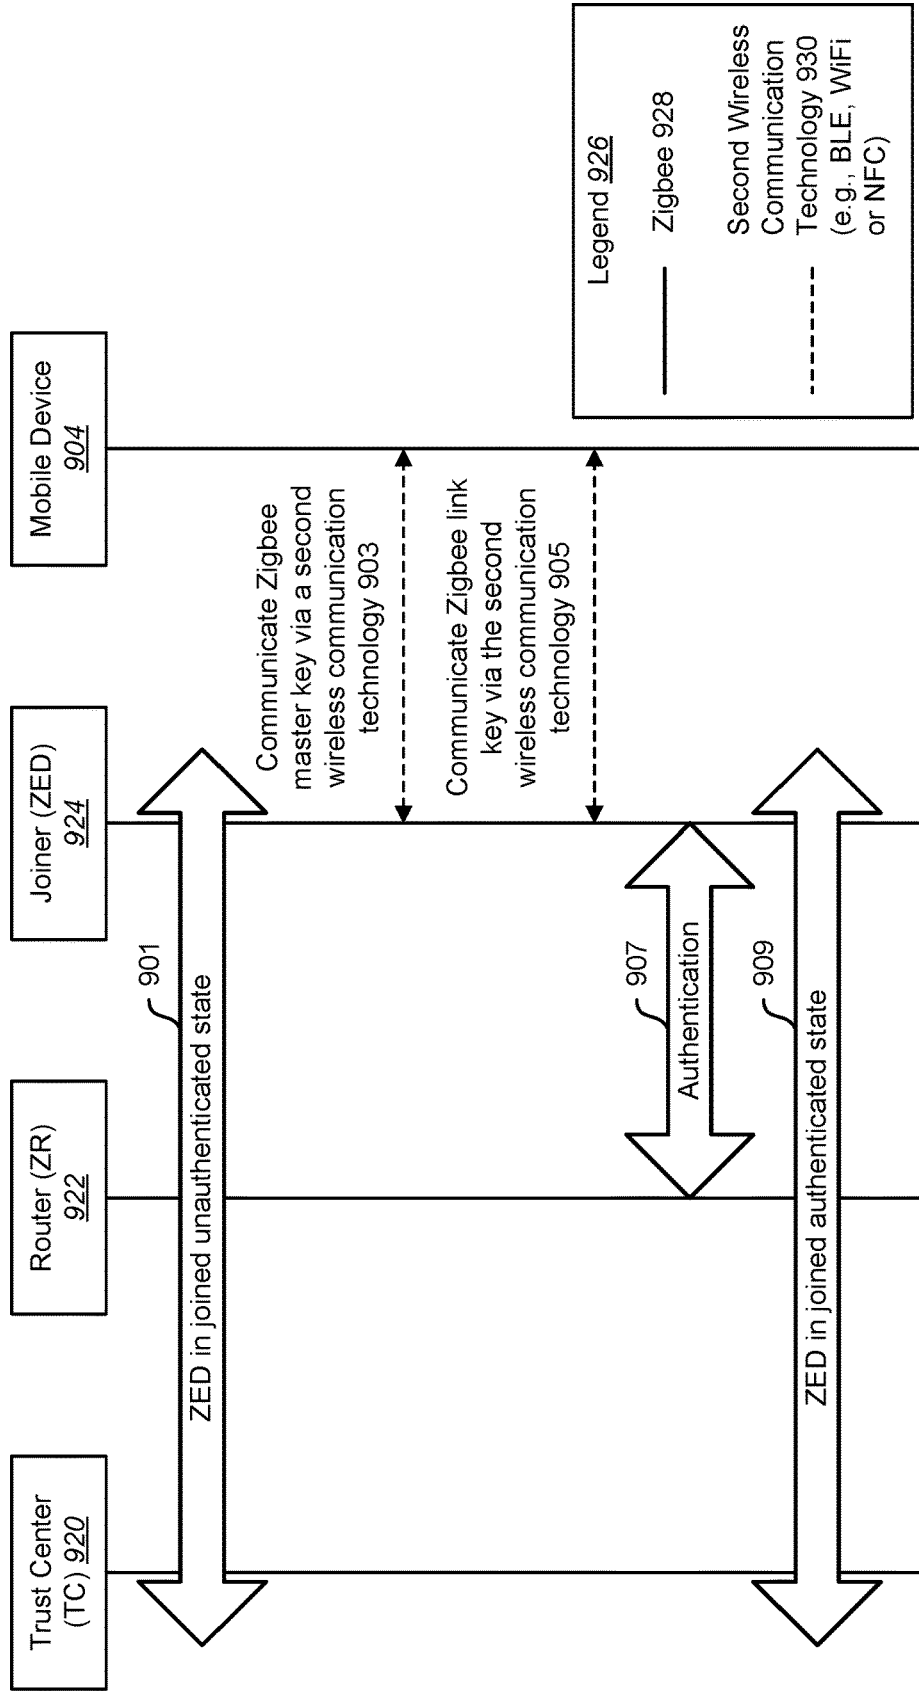 Trust Center
(TC) 920
Router (ZR)
922
Joiner (ZED)
924
Mobile Device
904
901
ZED in joined unauthenticated state
Communicate Zigbee
master key via a second
wireless communication
technology 903
Communicate Zigbee link
key via the second
wireless communication
technology 905
907
Authentication
909
ZED in joined authenticated state
Legend 926
Zigbee 928
Second Wireless
Communication
Technology 930
(e.g., BLE, WiFi
or NFC)